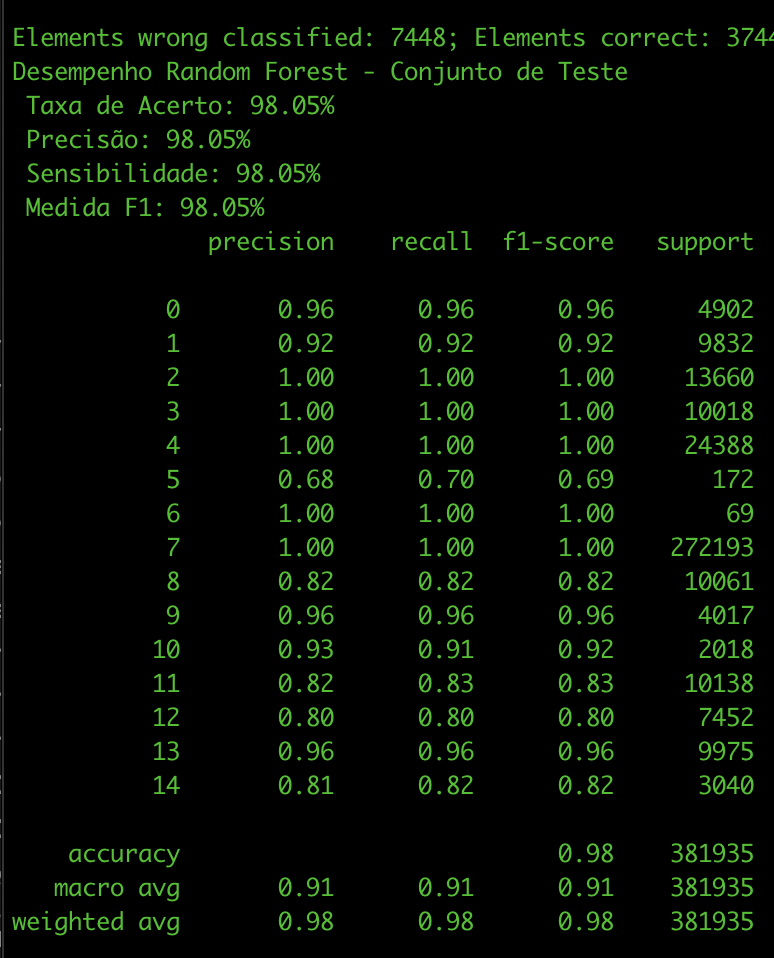 Elements wrong classified: 7448; Elements correct: 3744
Desempenho Random Forest - Conjunto de Teste
Taxa de Acerto: 98.05%
Precisão: 98.05%
Sensibilidade: 98.05%
Medida F1: 98.05%
precision recall f1-score support
0 0.96 0.96 0.96 4902
1 0.92 0.92 0.92 9832
2 1.00 1.00 1.00 13660
3 1.00 1.00 1.00 10018
4 1.00 1.00 1.00 24388
5 0.68 0.70 0.69 172
6 1.00 1.00 1.00 69
7 1.00 1.00 1.00 272193
8 0.82 0.82 0.82 10061
9 0.96 0.96 0.96 4017
10 0.93 0.91 0.92 2018
11 0.82 0.83 0.83 10138
12 0.80 0.80 0.80 7452
13 0.96 0.96 0.96 9975
14 0.81 0.82 0.82 3040
accuracy 0.98 381935
macro avg 0.91 0.91 0.91 381935
weighted avg 0.98 0.98 0.98 381935